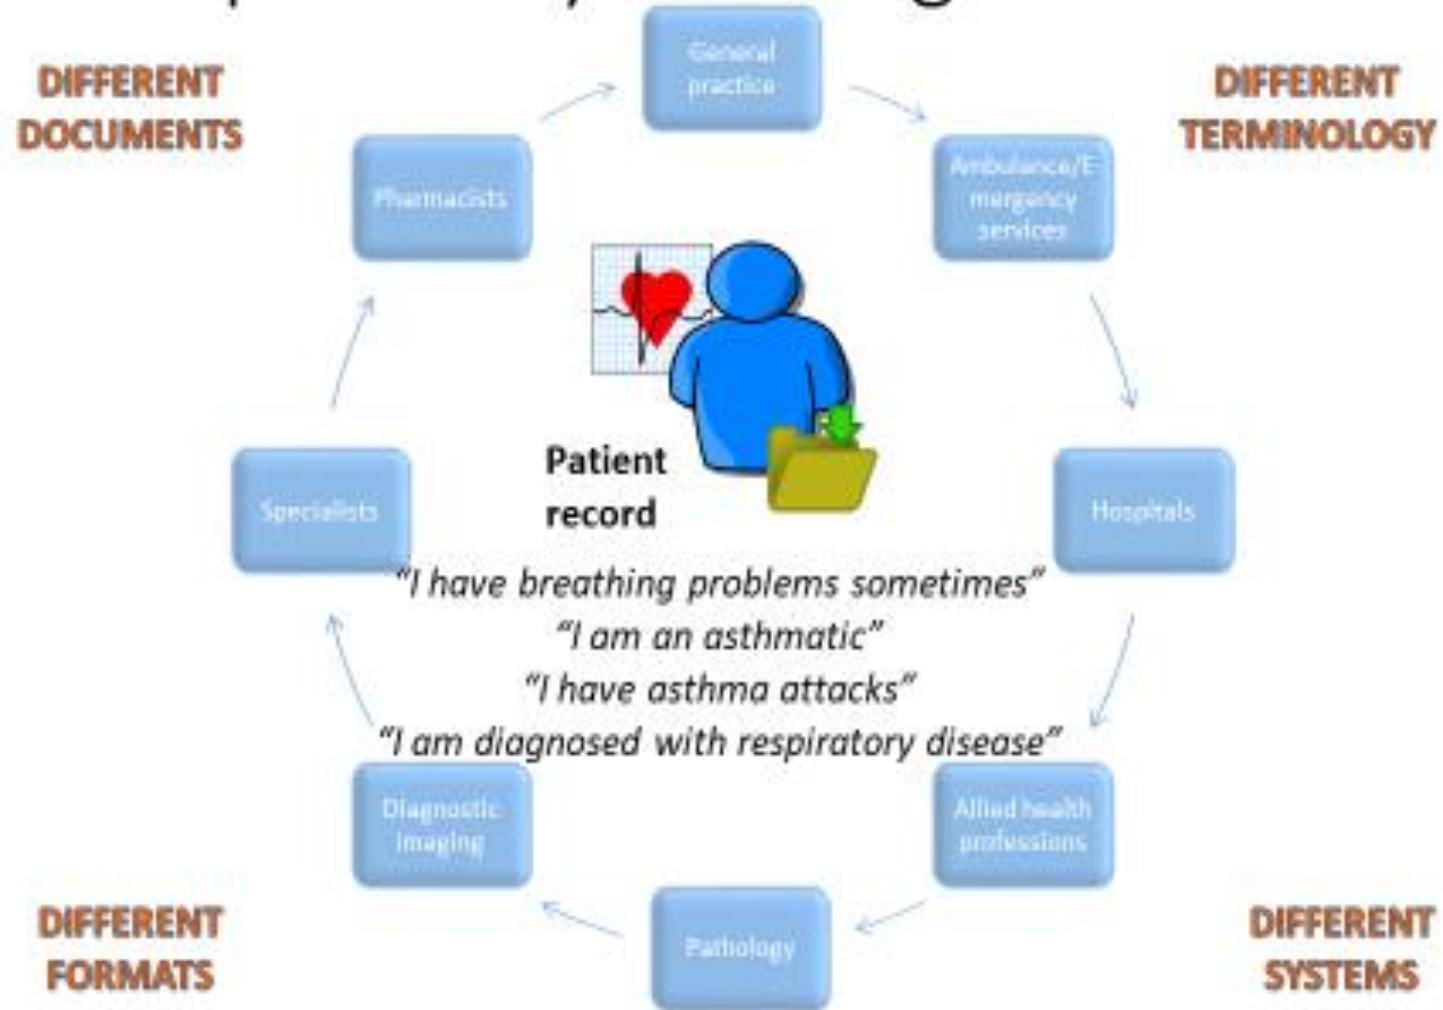 General
practice
DIFFERENT
DOCUMENTS
DIFFERENT
TERMINOLOGY
Pharmacists
Ambulance/E
mergency
services
Patient
record
Specialists
Hospitals
“I have breathing problems sometimes”
“I am an asthmatic”
“I have asthma attacks”
“I am diagnosed with respiratory disease”
Diagnostic
imaging
Allied health
professions
Pathology
DIFFERENT
FORMATS
DIFFERENT
SYSTEMS